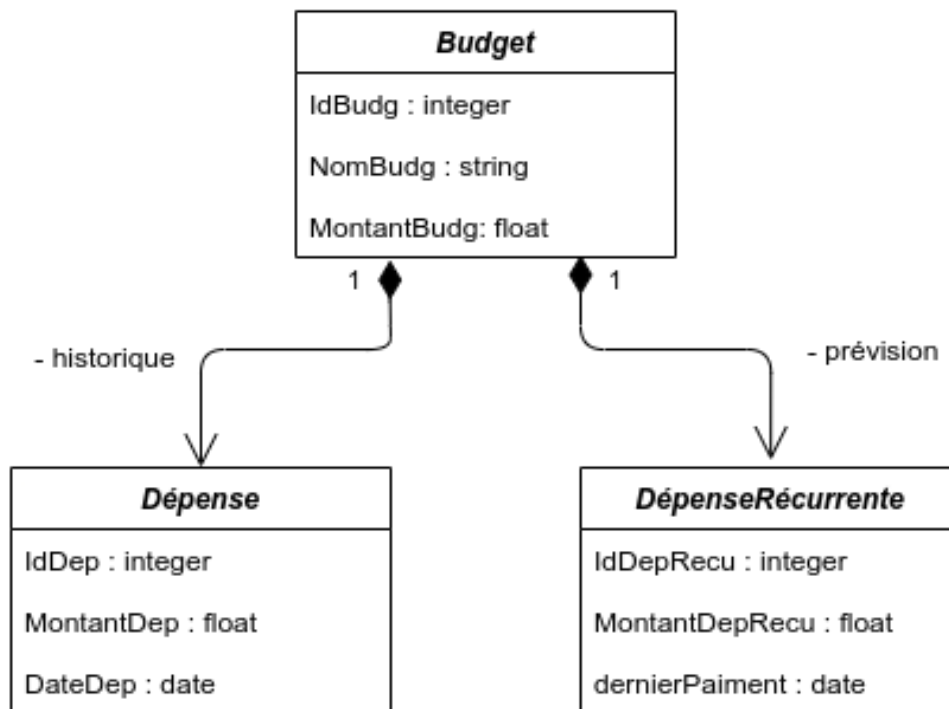 Budget
IdBudg : integer
NomBudg : string
MontantBudg: float
1
1
- historique
- prévision
Dépense
IdDep : integer
MontantDep : float
DateDep : date
DépenseRécurrente
IdDepRecu : integer
MontantDepRecu : float
dernierPaiment : date